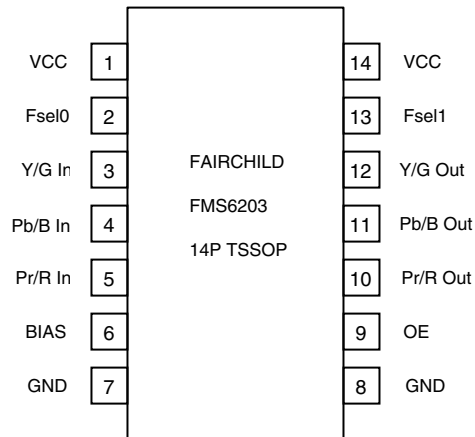 VCC 1 14 VCC
Fsel0 2 13 Fsel1
Y/G In 3 12 Y/G Out
FAIRCHILD
Pb/B In 4 11 Pb/B Out
FMS6203
14P TSSOP
Pr/R In 5 10 Pr/R Out
BIAS 6 9 OE
GND 7 8 GND